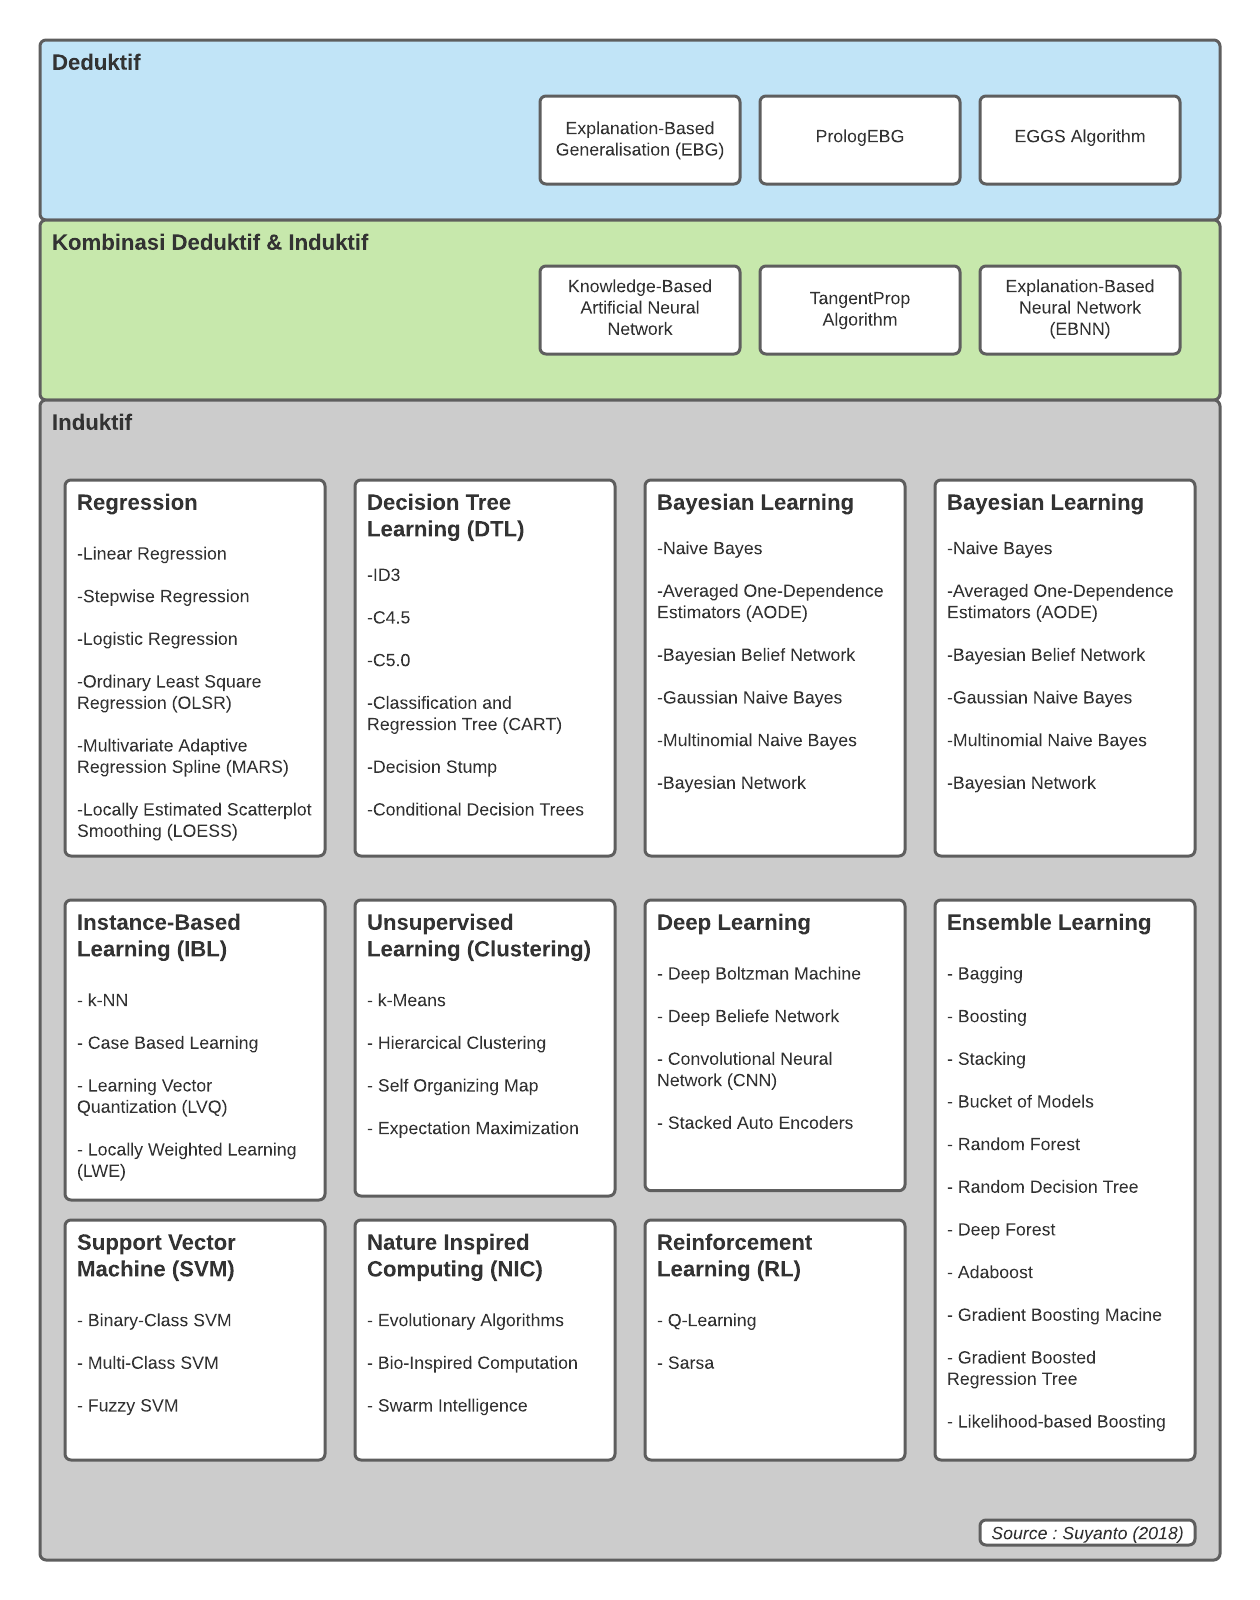 Deduktif
Explanation-Based
Generalisation (EBG)
PrologEBG
EGGS Algorithm
Kombinasi Deduktif & Induktif
Knowledge-Based
Artificial Neural
Network
TangentProp
Algorithm
Explanation-Based
Neural Network
(EBNN)
Induktif
Regression
-Linear Regression
-Stepwise Regression
-Logistic Regression
-Ordinary Least Square
Regression (OLSR)
-Multivariate Adaptive
Regression Spline (MARS)
-Locally Estimated Scatterplot
Smoothing (LOESS)
Decision Tree
Learning (DTL)
-ID3
-C4.5
-C5.0
-Classification and
Regression Tree (CART)
-Decision Stump
-Conditional Decision Trees
Bayesian Learning
-Naive Bayes
-Averaged One-Dependence
Estimators (AODE)
-Bayesian Belief Network
-Gaussian Naive Bayes
-Multinomial Naive Bayes
-Bayesian Network
Bayesian Learning
-Naive Bayes
-Averaged One-Dependence
Estimators (AODE)
-Bayesian Belief Network
-Gaussian Naive Bayes
-Multinomial Naive Bayes
-Bayesian Network
Instance-Based
Learning (IBL)
- k-NN
- Case Based Learning
- Learning Vector
Quantization (LVQ)
- Locally Weighted Learning
(LWE)
Unsupervised
Learning (Clustering)
- k-Means
- Hierarcical Clustering
- Self Organizing Map
- Expectation Maximization
Deep Learning
- Deep Boltzman Machine
- Deep Beliefe Network
- Convolutional Neural
Network (CNN)
- Stacked Auto Encoders
Ensemble Learning
- Bagging
- Boosting
- Stacking
- Bucket of Models
- Random Forest
- Random Decision Tree
- Deep Forest
- Adaboost
- Gradient Boosting Macine
- Gradient Boosted
Regression Tree
- Likelihood-based Boosting
Support Vector
Machine (SVM)
- Binary-Class SVM
- Multi-Class SVM
- Fuzzy SVM
Nature Inspired
Computing (NIC)
- Evolutionary Algorithms
- Bio-Inspired Computation
- Swarm Intelligence
Reinforcement
Learning (RL)
- Q-Learning
- Sarsa
Source : Suyanto (2018)